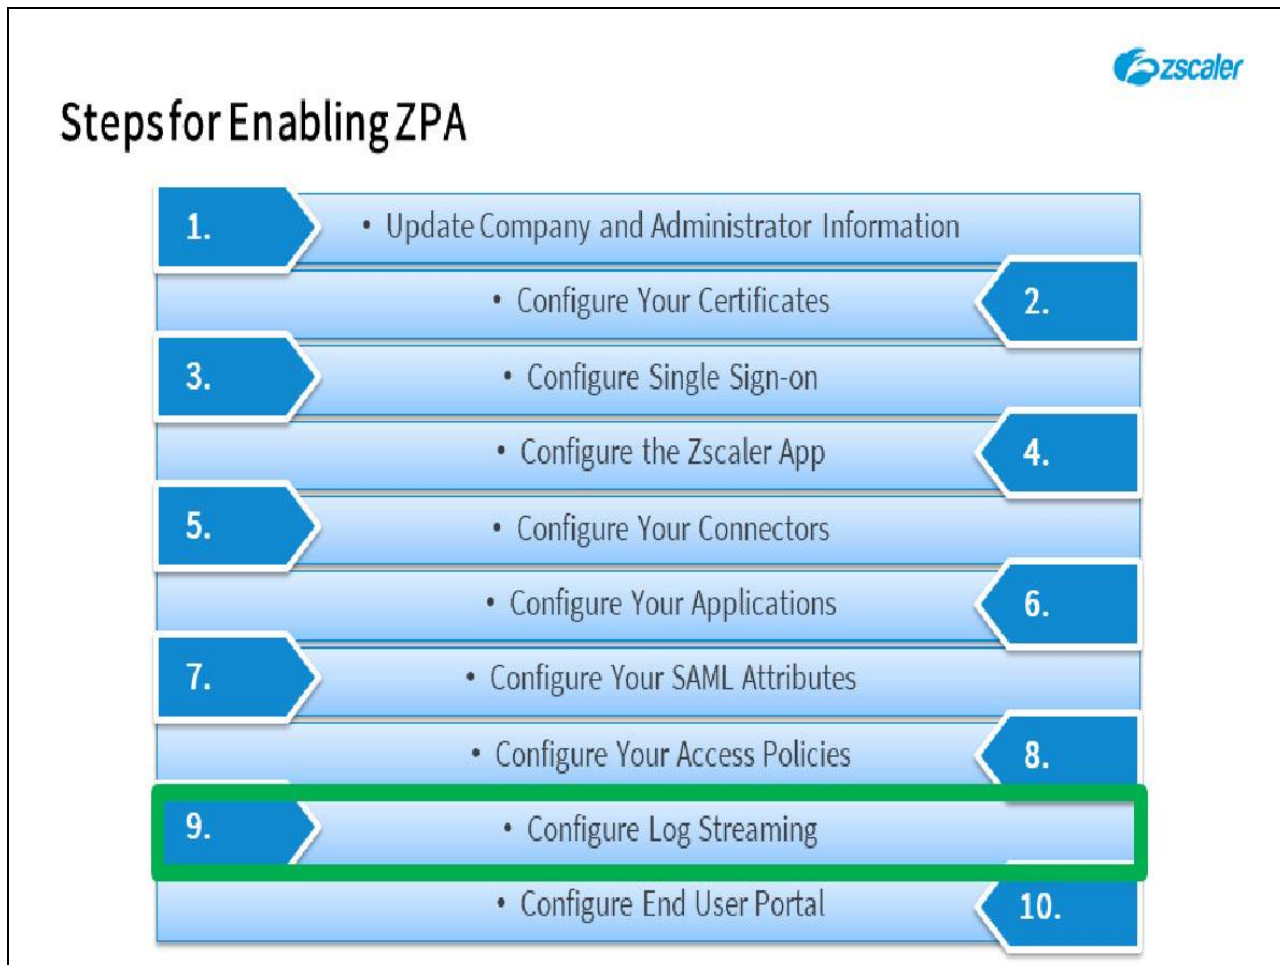 zscaler
Steps for Enabling ZPA
1.
• Update Company and Administrator Information
• Configure Your Certificates
2.
3.
• Configure Single Sign-on
• Configure the Zscaler App
4.
5.
• Configure Your Connectors
• Configure Your Applications
6.
7.
• Configure Your SAML Attributes
• Configure Your Access Policies
8.
9.
• Configure Log Streaming
• Configure End User Portal
10.